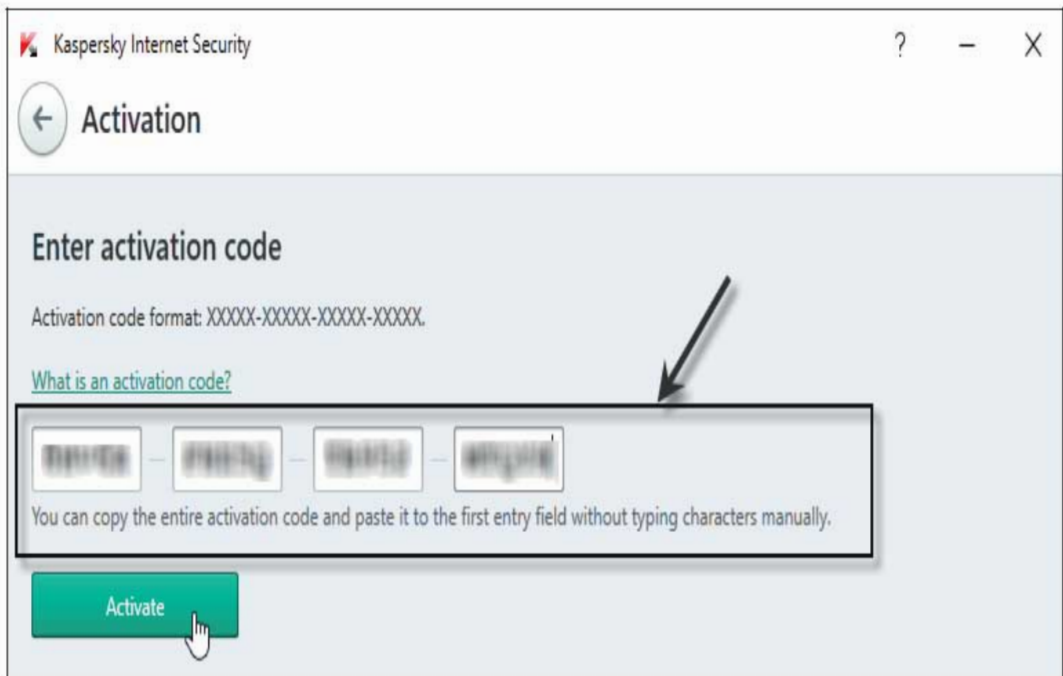 Kaspersky Internet Security ? – X
Activation
Enter activation code
Activation code format: XXXXX-XXXXX-XXXXX-XXXXX.
What is an activation code?
You can copy the entire activation code and paste it to the first entry field without typing characters manually.
Activate